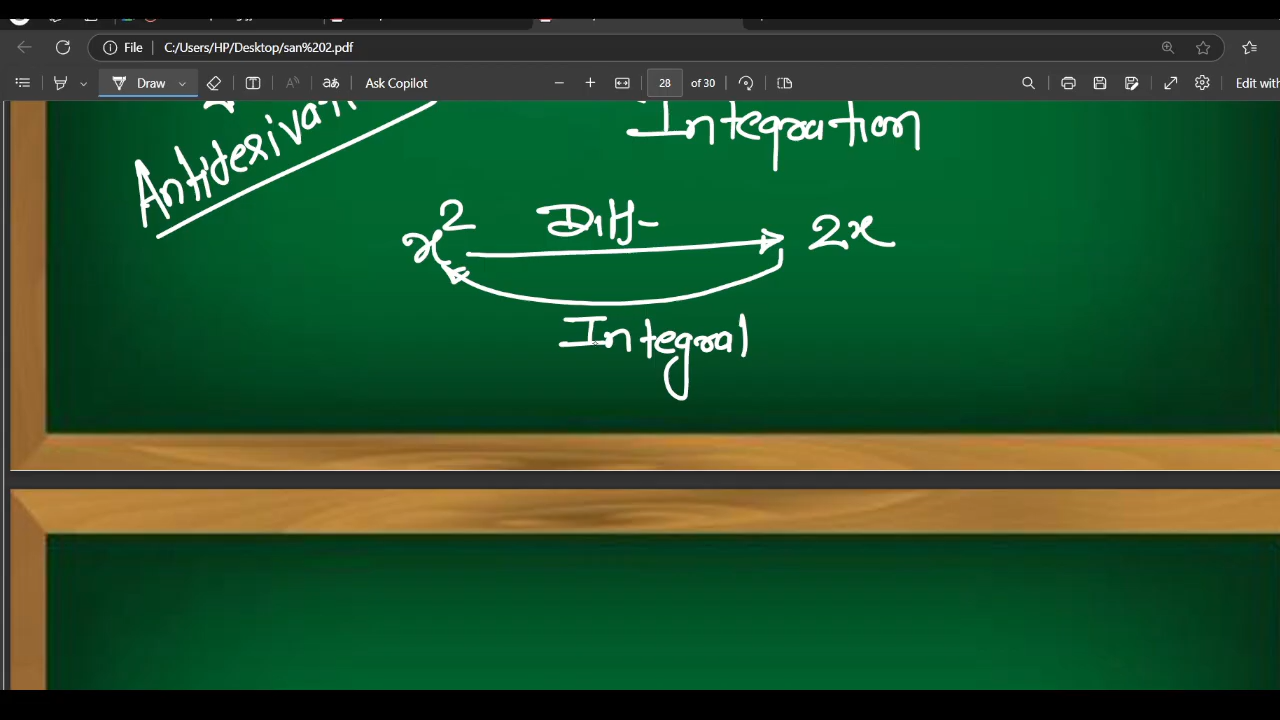 File C:/Users/HP/Desktop/san%202.pdf
Draw Ask Copilot 28 of 30 Edit with
Integration
x² Diff- 2x
Integral